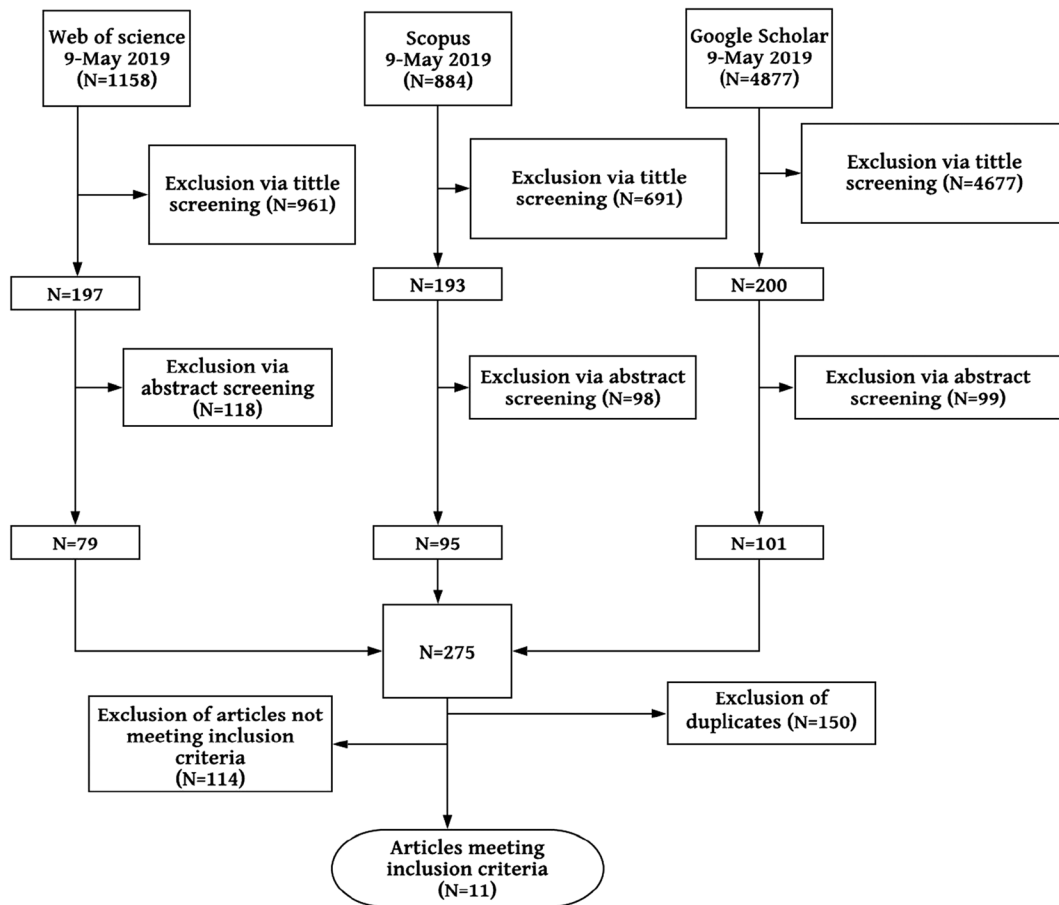 Web of science
9-May 2019
(N=1158)
Scopus
9-May 2019
(N=884)
Google Scholar
9-May 2019
(N=4877)
Exclusion via tittle
screening (N=961)
Exclusion via tittle
screening (N=691)
Exclusion via tittle
screening (N=4677)
N=197
N=193
N=200
Exclusion via
abstract screening
(N=118)
Exclusion via abstract
screening (N=98)
Exclusion via abstract
screening (N=99)
N=79
N=95
N=101
N=275
Exclusion of articles not
meeting inclusion
criteria
(N=114)
Exclusion of
duplicates (N=150)
Articles meeting
inclusion criteria
(N=11)